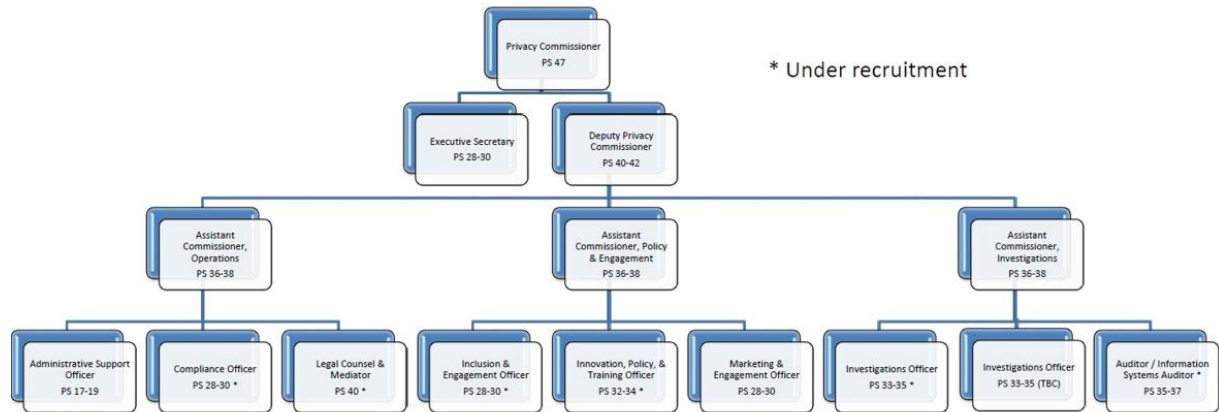 Privacy Commissioner
PS 47
* Under recruitment
Executive Secretary
PS 28-30
Deputy Privacy
Commissioner
PS 40-42
Assistant
Commissioner,
Operations
PS 36-38
Assistant
Commissioner, Policy
& Engagement
PS 36-38
Assistant
Commissioner,
Investigations
PS 36-38
Administrative Support
Officer
PS 17-19
Compliance Officer
PS 28-30 *
Legal Counsel &
Mediator
PS 40 *
Inclusion &
Engagement Officer
PS 28-30 *
Innovation, Policy, &
Training Officer
PS 32-34 *
Marketing &
Engagement Officer
PS 28-30
Investigations Officer
PS 33-35 *
Investigations Officer
PS 33-35 (TBC)
Auditor / Information
Systems Auditor *
PS 35-37